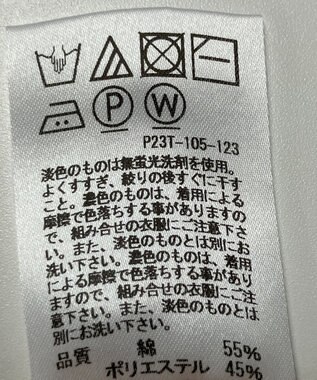 P W
P23T-105-123
淡色のものは無蛍光洗剤を使用。
よくすすぎ、絞りの後すぐに干す
こと。濃色のものは、着用による
摩擦で色落ちする事がありますの
で、組み合せの衣服にご注意下さ
い。また、淡色のものとは別にお
洗い下さい。濃色のものは、着用
による摩擦で色落ちする事があり
ますので、組み合せの衣服にご注
意下さい。また、淡色のものとは
別にお洗い下さい。
品質 綿 55%
ポリエステル 45%